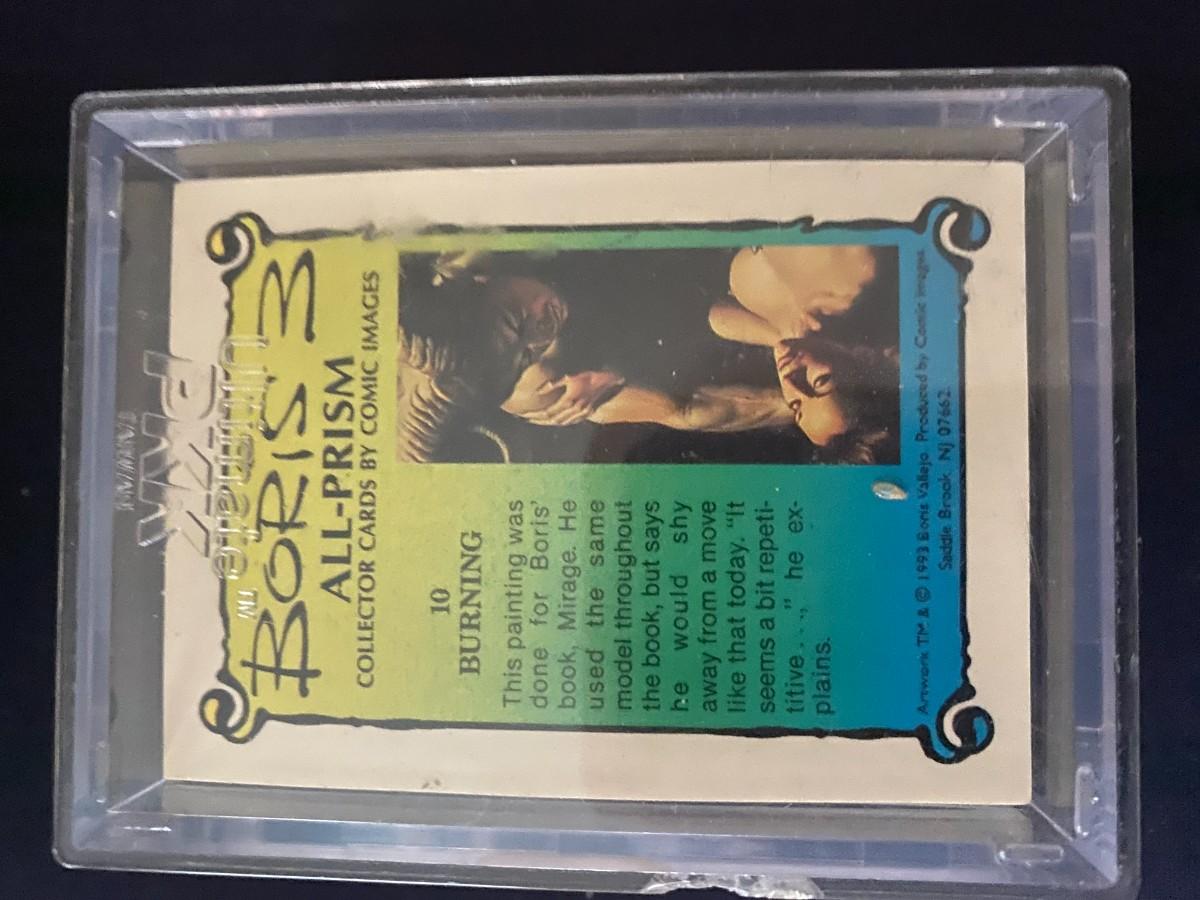 PRM
ultimate
TM
BORIS 3
ALL-PRISM
COLLECTOR CARDS BY COMIC IMAGES
10
BURNING
This painting was
done for Boris'
book, Mirage. He
used the same
model throughout
the book, but says
he would shy
away from a move
like that today. "It
seems a bit repeti-
titive . . ," he ex-
plains.
Artwork TM & © 1993 Boris Vallejo. Produced by Comic Images
Saddle Brook, NJ 07662.